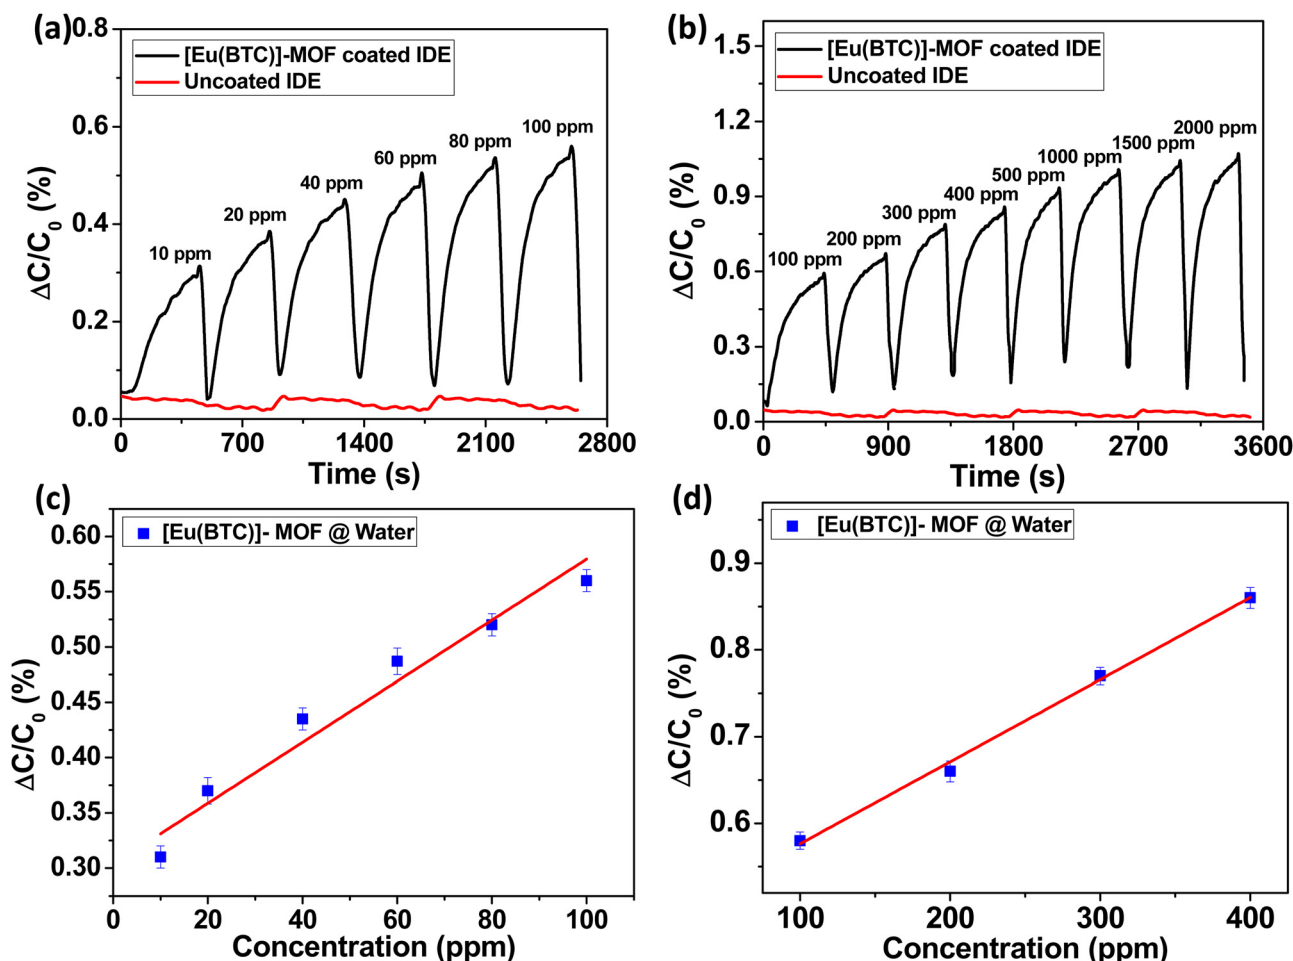 (a)
[Eu(BTC)]-MOF coated IDE
Uncoated IDE
10 ppm
20 ppm
40 ppm
60 ppm
80 ppm
100 ppm
0.8
0.6
0.4
0.2
0.0
ΔC/C0 (%)
0
700
1400
2100
2800
Time (s)
(b)
[Eu(BTC)]-MOF coated IDE
Uncoated IDE
100 ppm
200 ppm
300 ppm
400 ppm
500 ppm
1000 ppm
1500 ppm
2000 ppm
1.5
1.2
0.9
0.6
0.3
0.0
ΔC/C0 (%)
0
900
1800
2700
3600
Time (s)
(c)
[Eu(BTC)]- MOF @ Water
0.60
0.55
0.50
0.45
0.40
0.35
0.30
ΔC/C0 (%)
0
20
40
60
80
100
Concentration (ppm)
(d)
[Eu(BTC)]- MOF @ Water
0.9
0.8
0.7
0.6
ΔC/C0 (%)
100
200
300
400
Concentration (ppm)